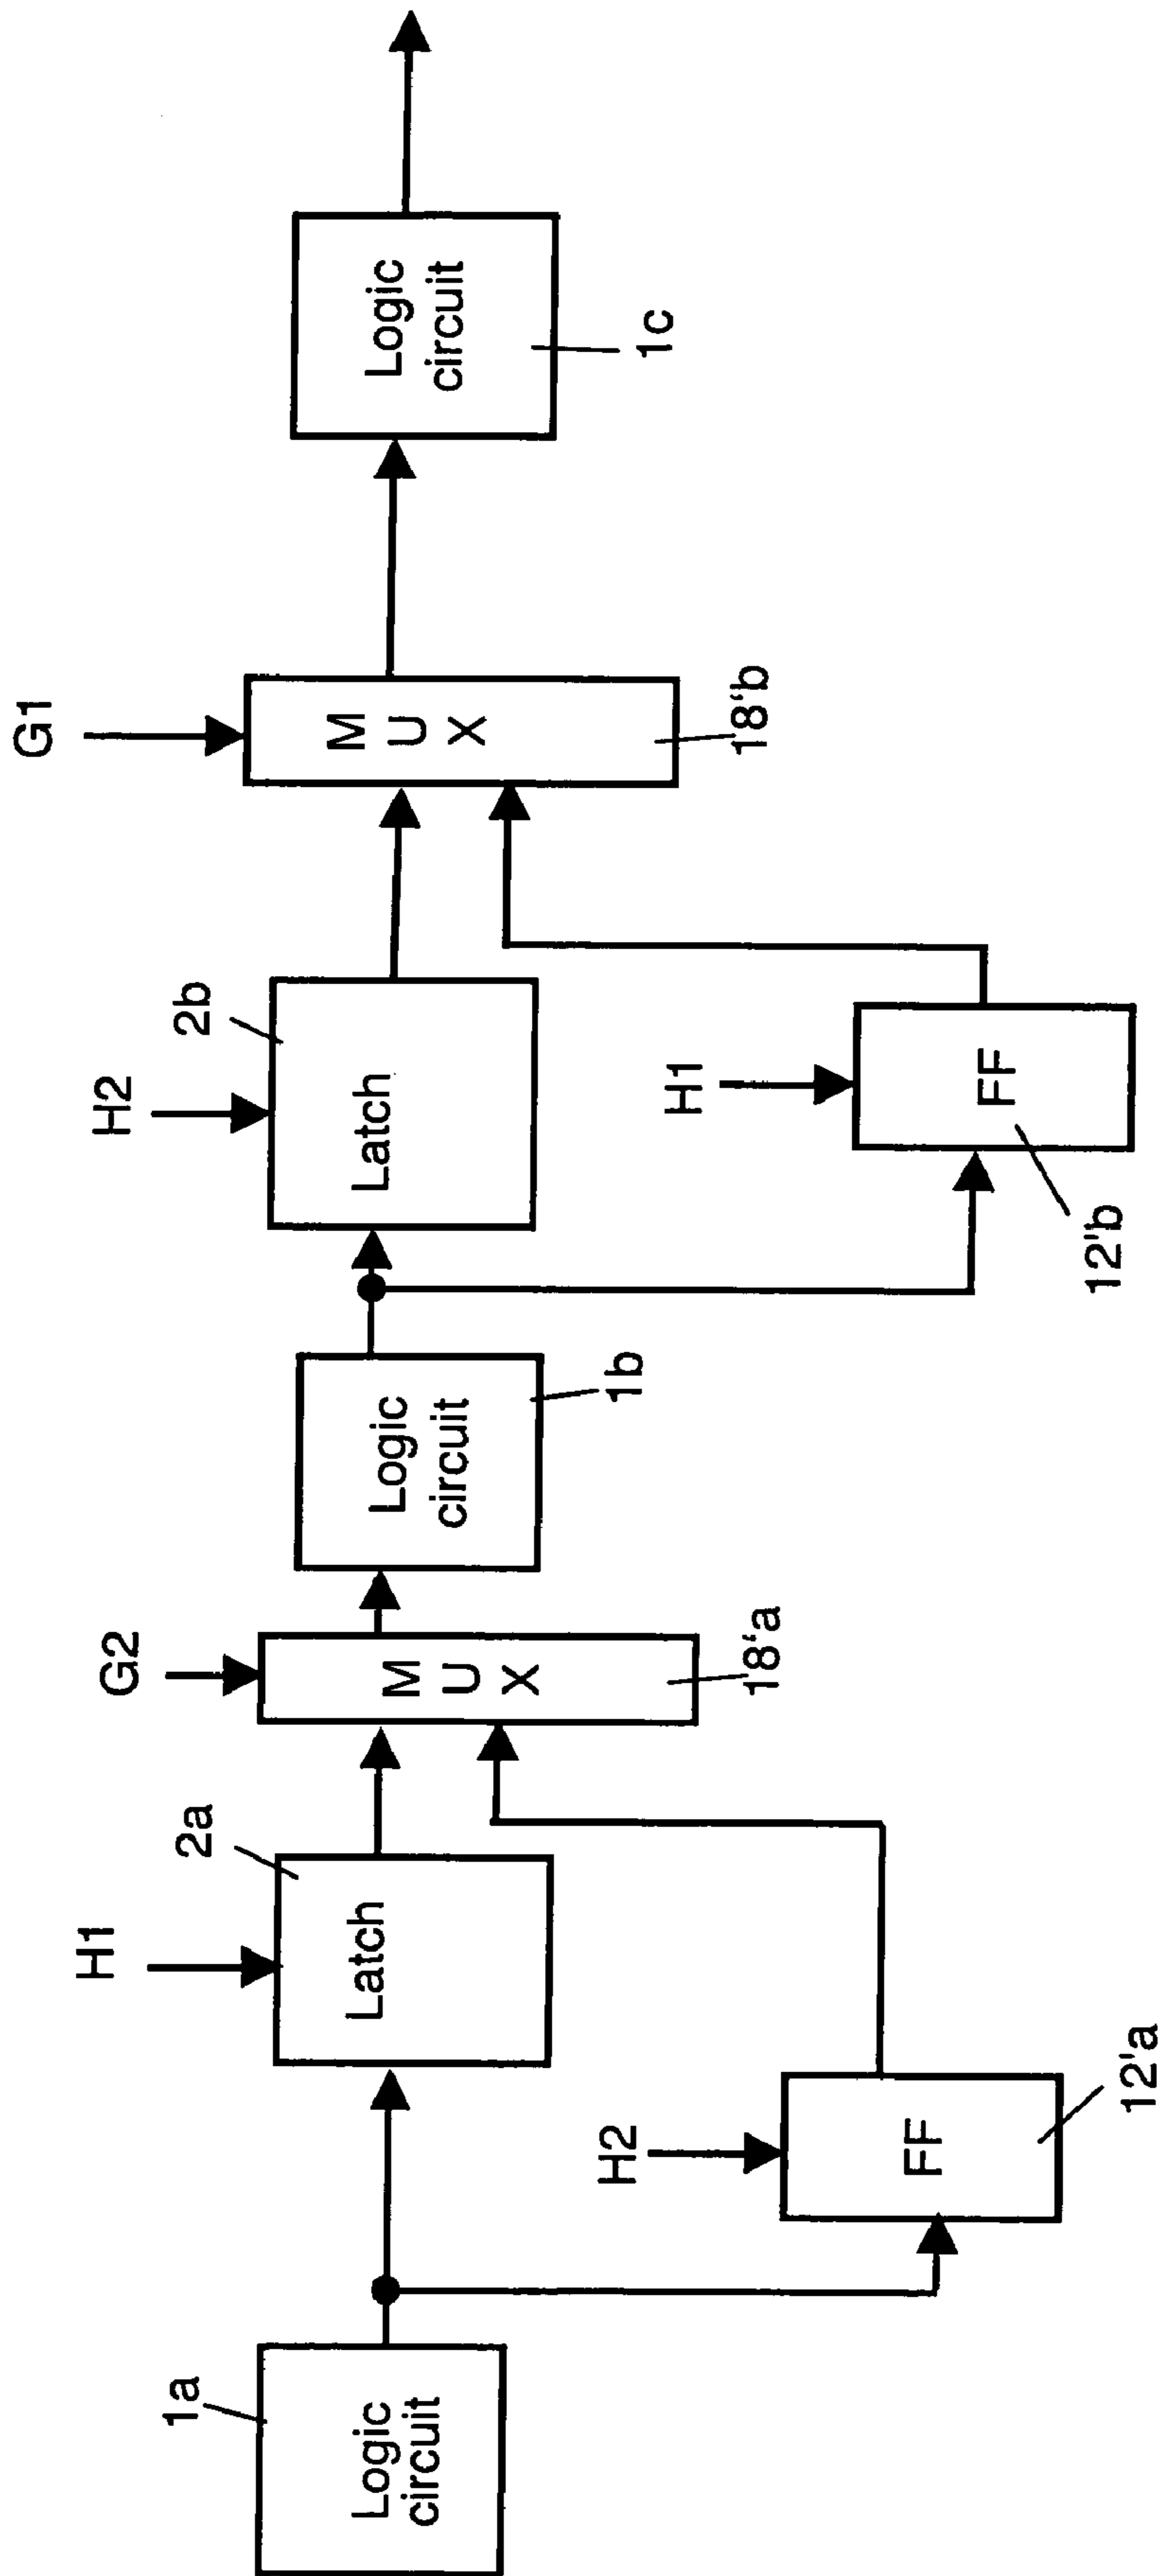 1a
Logic
circuit
H1
2a
Latch
H2
FF
12'a
G2
M
U
X
18'a
Logic
circuit
1b
H2
2b
Latch
H1
FF
12'b
G1
M
U
X
18'b
Logic
circuit
1c